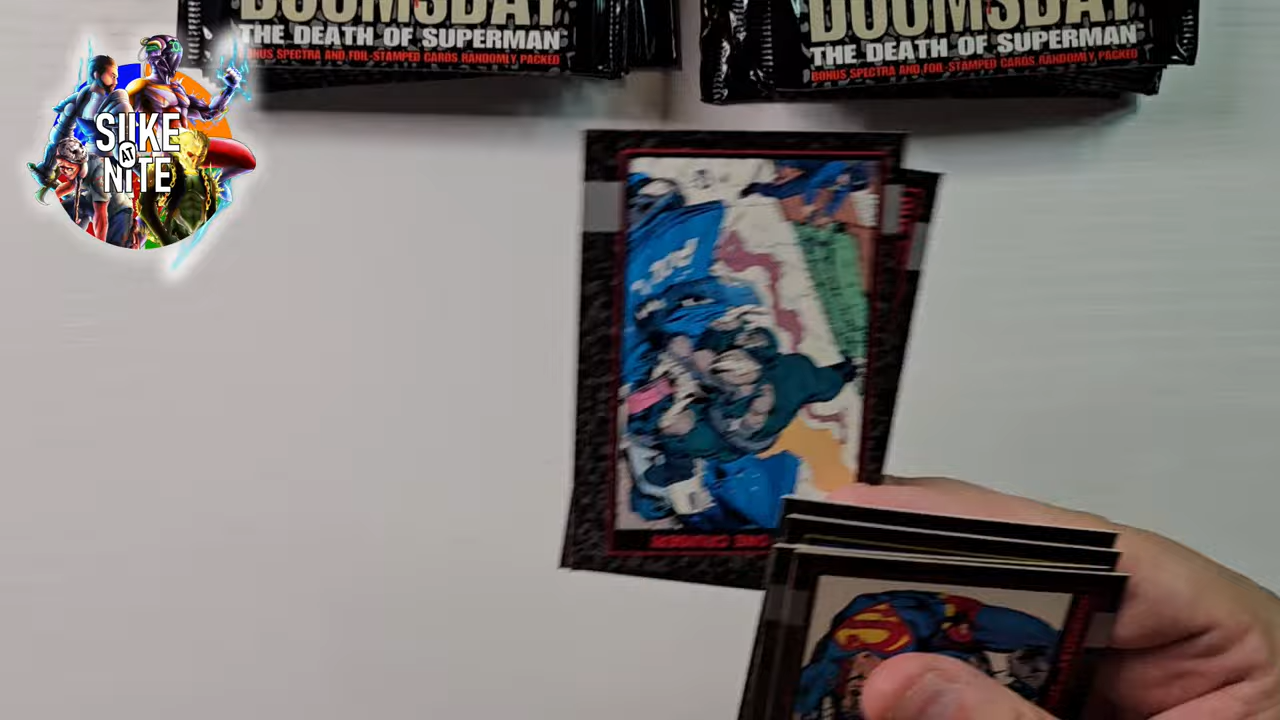 DOOMSDAY
THE DEATH OF SUPERMAN
BONUS SPECTRA AND FOIL-STAMPED CARDS RANDOMLY PACKED
DOOMSDAY
THE DEATH OF SUPERMAN
BONUS SPECTRA AND FOIL-STAMPED CARDS RANDOMLY PACKED
SIIKE
AT
NiTE